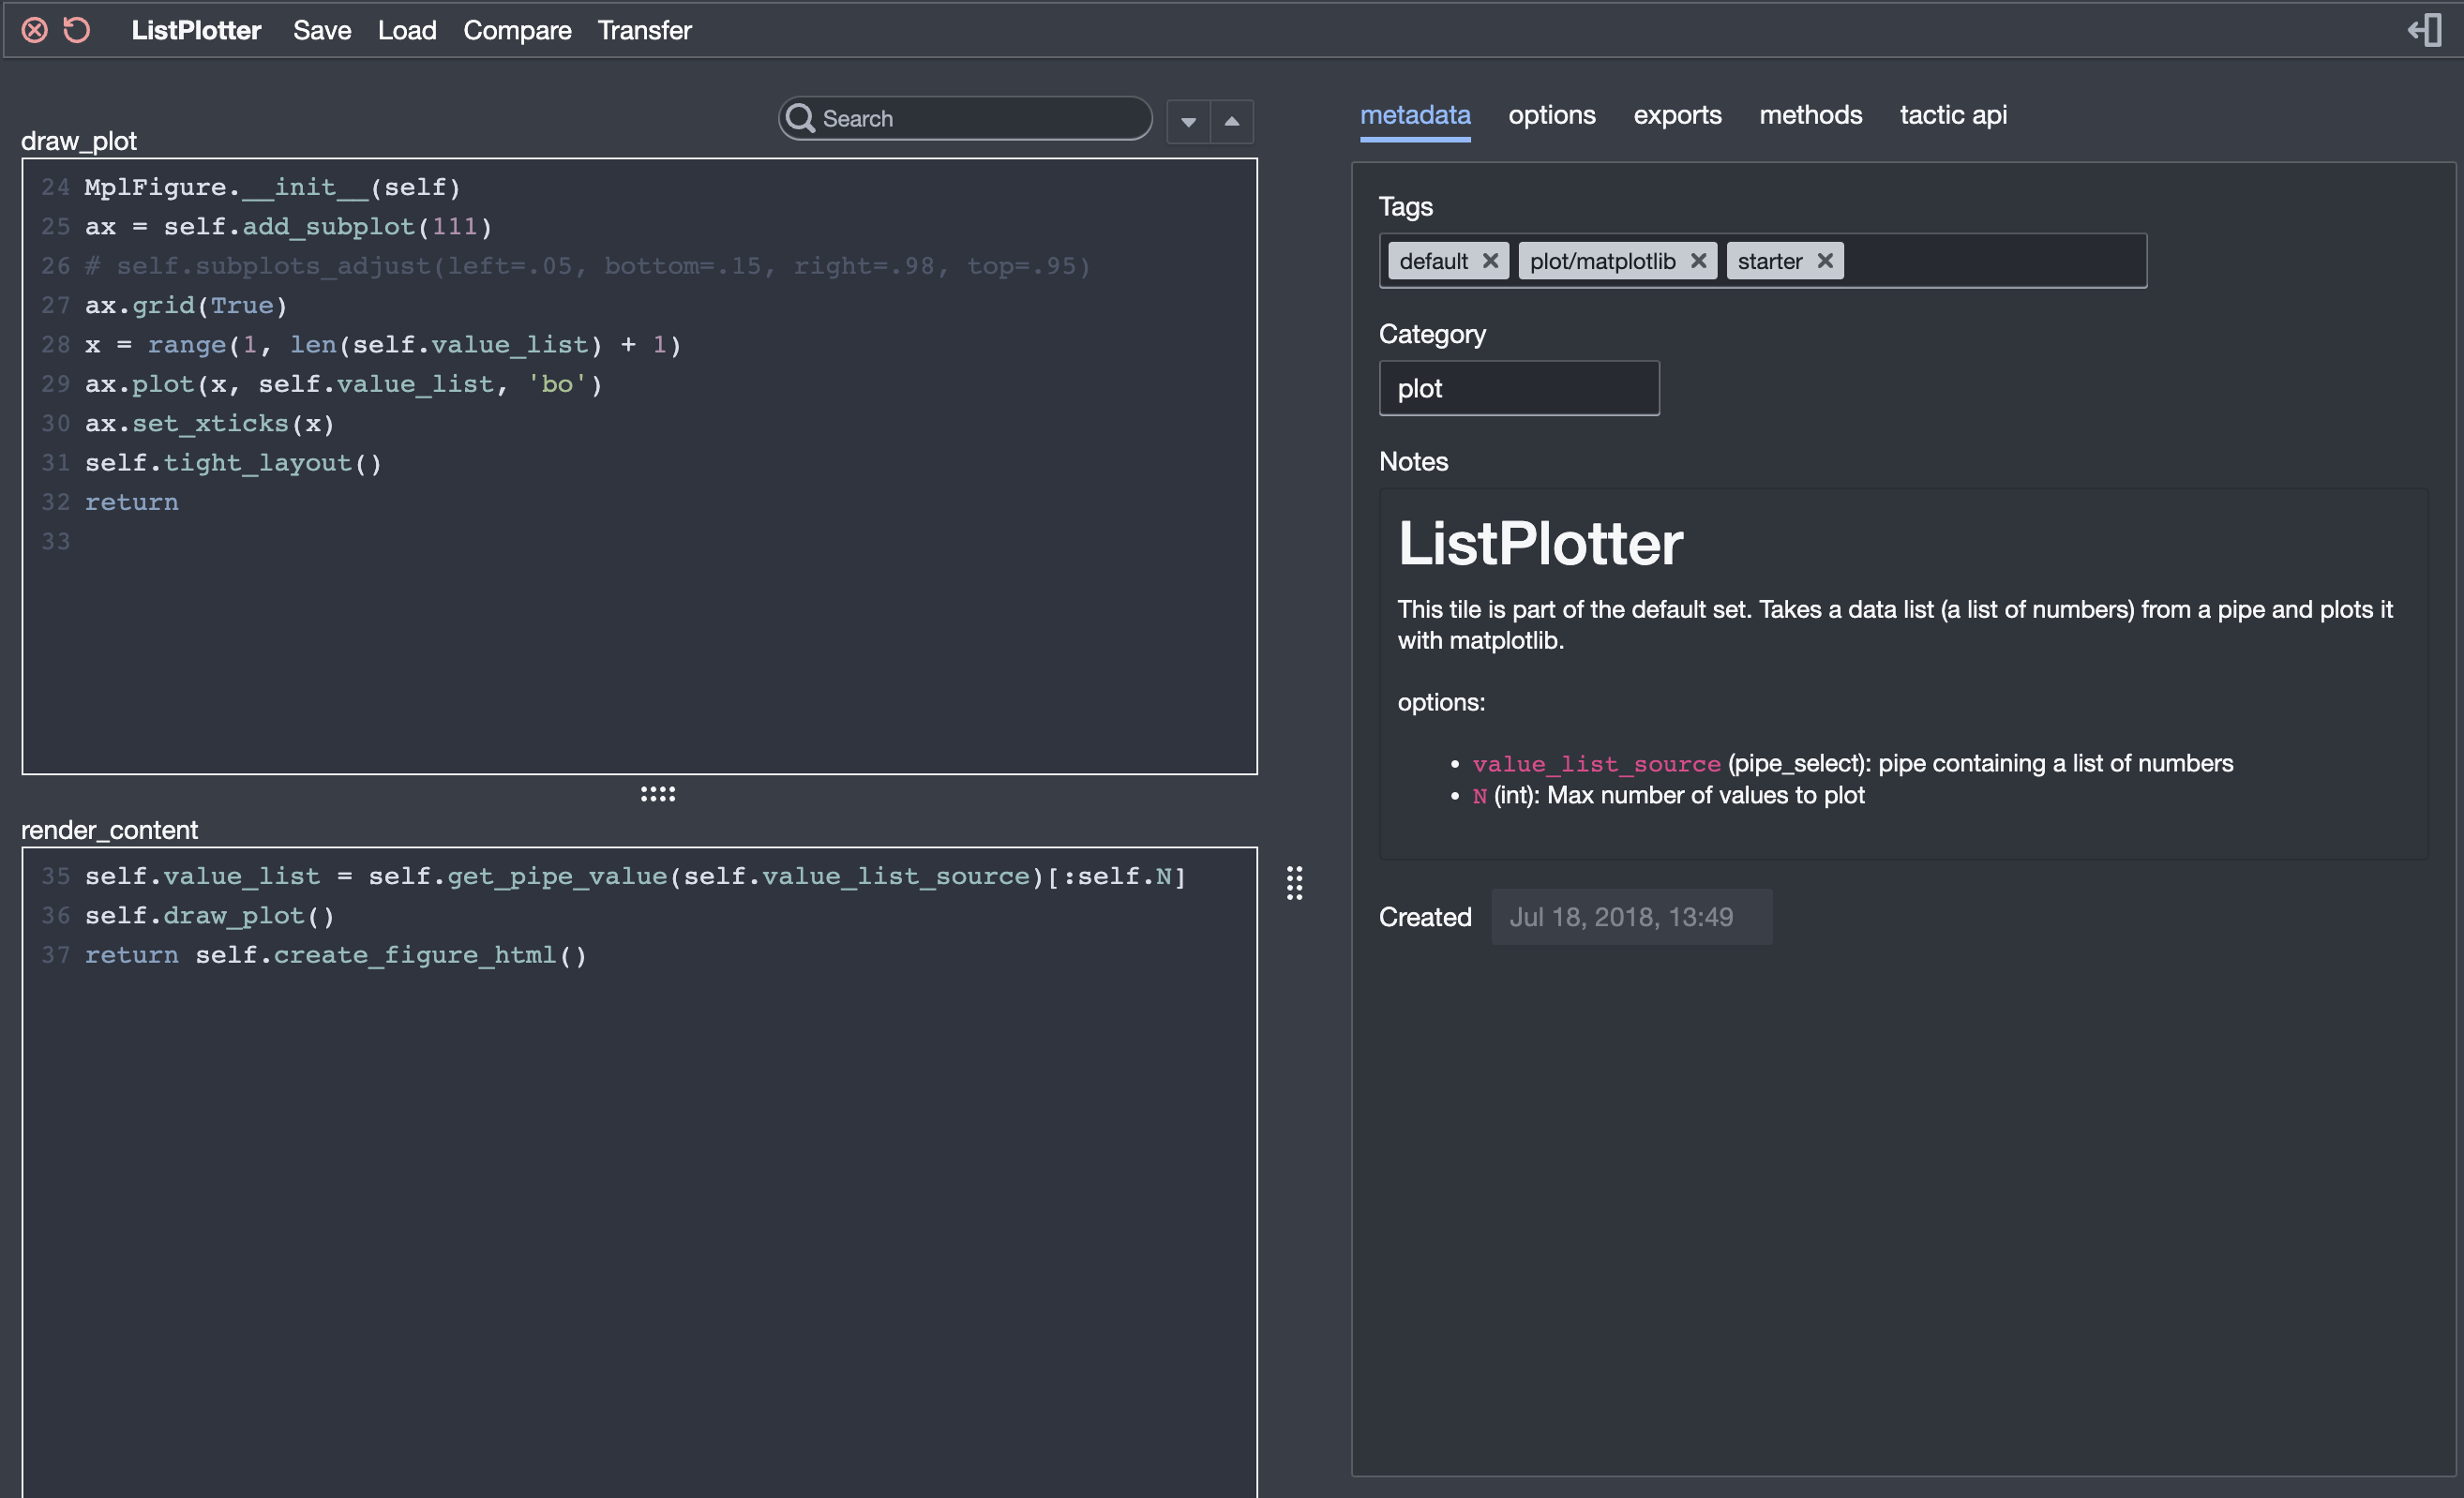 ListPlotter Save Load Compare Transfer
Search
draw_plot
24 MplFigure.__init__(self)
25 ax = self.add_subplot(111)
26 # self.subplots_adjust(left=.05, bottom=.15, right=.98, top=.95)
27 ax.grid(True)
28 x = range(1, len(self.value_list) + 1)
29 ax.plot(x, self.value_list, 'bo')
30 ax.set_xticks(x)
31 self.tight_layout()
32 return
33
render_content
35 self.value_list = self.get_pipe_value(self.value_list_source)[:self.N]
36 self.draw_plot()
37 return self.create_figure_html()
metadata options exports methods tactic api
Tags
default plot/matplotlib starter
Category
plot
Notes
ListPlotter
This tile is part of the default set. Takes a data list (a list of numbers) from a pipe and plots it
with matplotlib.
options:
• value_list_source (pipe_select): pipe containing a list of numbers
• N (int): Max number of values to plot
Created Jul 18, 2018, 13:49